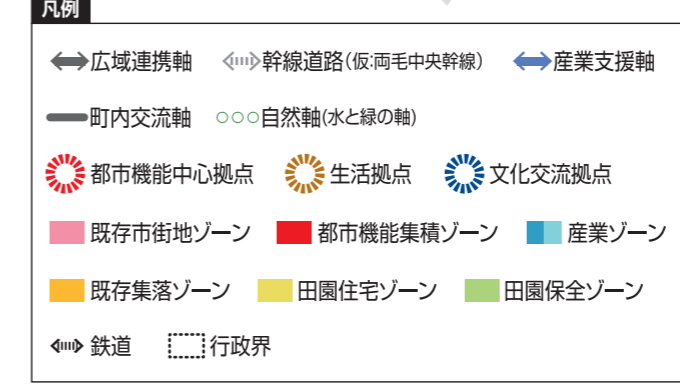 凡例
広域連携軸 幹線道路(仮:両毛中央幹線) 産業支援軸
町内交流軸 自然軸(水と緑の軸)
都市機能中心拠点 生活拠点 文化交流拠点
既存市街地ゾーン 都市機能集積ゾーン 産業ゾーン
既存集落ゾーン 田園住宅ゾーン 田園保全ゾーン
鉄道 行政界